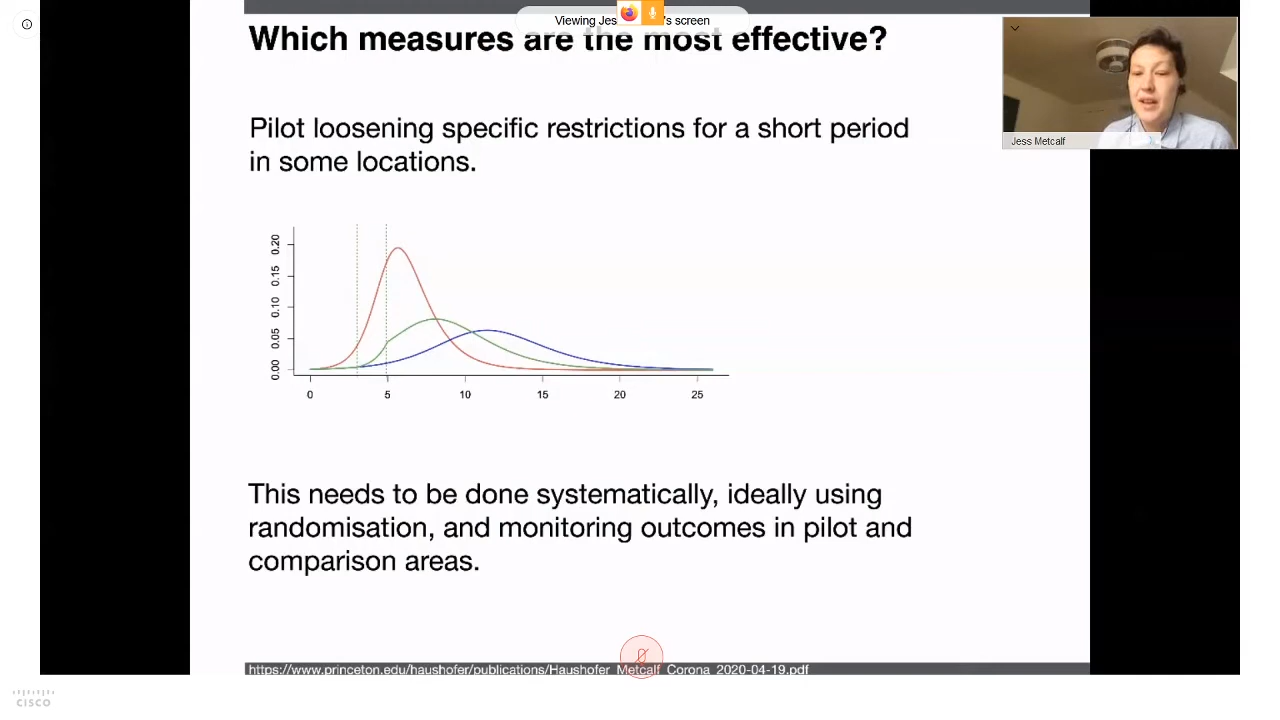 Viewing Jes 's screen
Which measures are the most effective?
Jess Metcalf
Pilot loosening specific restrictions for a short period
in some locations.
0.20
0.15
0.10
0.05
0.00
0 5 10 15 20 25
This needs to be done systematically, ideally using
randomisation, and monitoring outcomes in pilot and
comparison areas.
https://www.princeton.edu/haushofer/publications/Haushofer_Metcalf_Corona_2020-04-19.pdf
CISCO